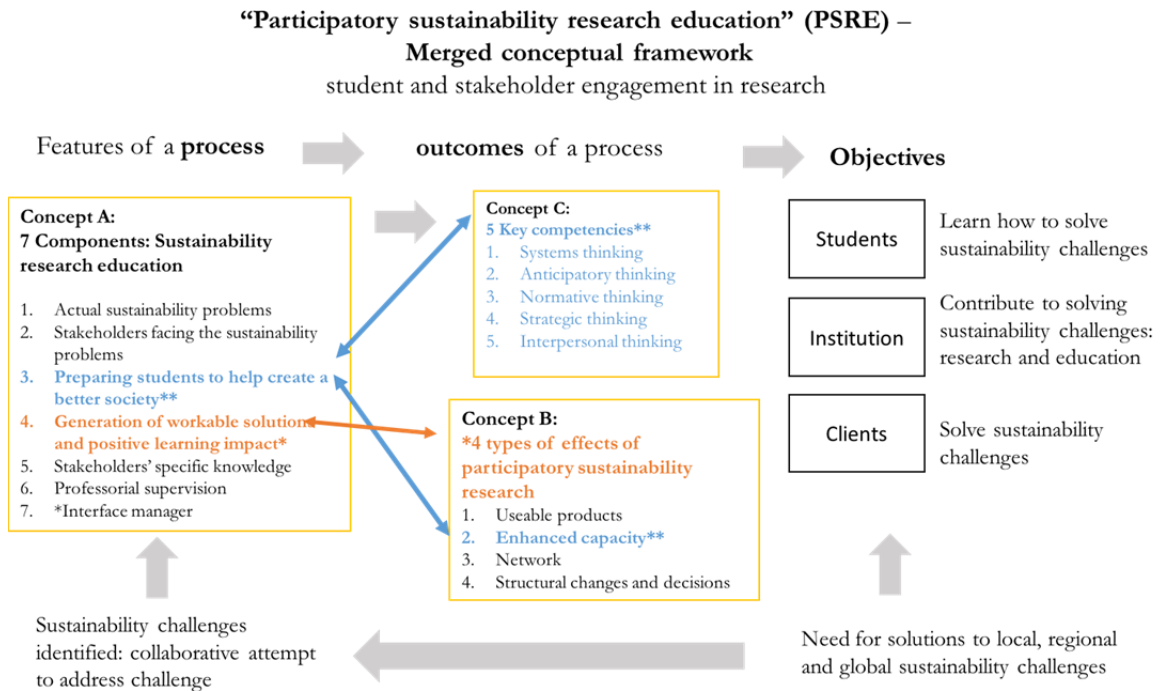 “Participatory sustainability research education” (PSRE) –
Merged conceptual framework
student and stakeholder engagement in research
Features of a process
outcomes of a process
Objectives
Concept A:
7 Components: Sustainability
research education
1. Actual sustainability problems
2. Stakeholders facing the sustainability
problems
3. Preparing students to help create a
better society**
4. Generation of workable solutions
and positive learning impact*
5. Stakeholders’ specific knowledge
6. Professorial supervision
7. *Interface manager
Concept C:
5 Key competencies**
1. Systems thinking
2. Anticipatory thinking
3. Normative thinking
4. Strategic thinking
5. Interpersonal thinking
Concept B:
*4 types of effects of
participatory sustainability
research
1. Useable products
2. Enhanced capacity**
3. Network
4. Structural changes and decisions
Students
Learn how to solve
sustainability challenges
Institution
Contribute to solving
sustainability challenges:
research and education
Clients
Solve sustainability
challenges
Sustainability challenges
identified: collaborative attempt
to address challenge
Need for solutions to local, regional
and global sustainability challenges